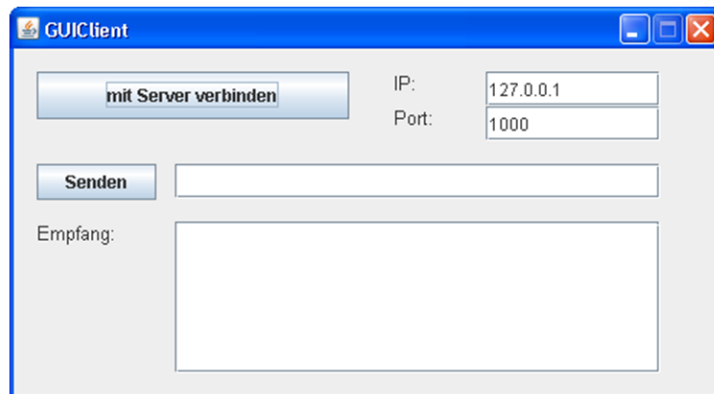 GUIClient
mit Server verbinden
IP:
127.0.0.1
Port:
1000
Senden
Empfang: